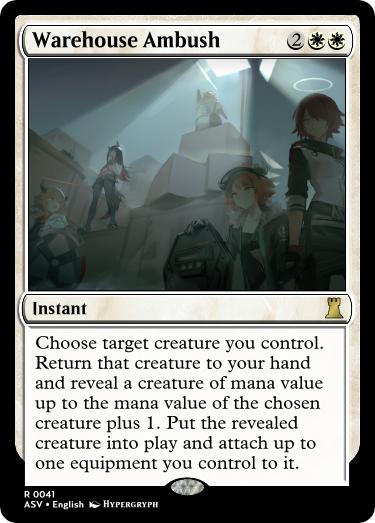 Warehouse Ambush 2
Instant
Choose target creature you control.
Return that creature to your hand
and reveal a creature of mana value
up to the mana value of the chosen
creature plus 1. Put the revealed
creature into play and attach up to
one equipment you control to it.
R 0041
ASV • English HYPERGRYPH